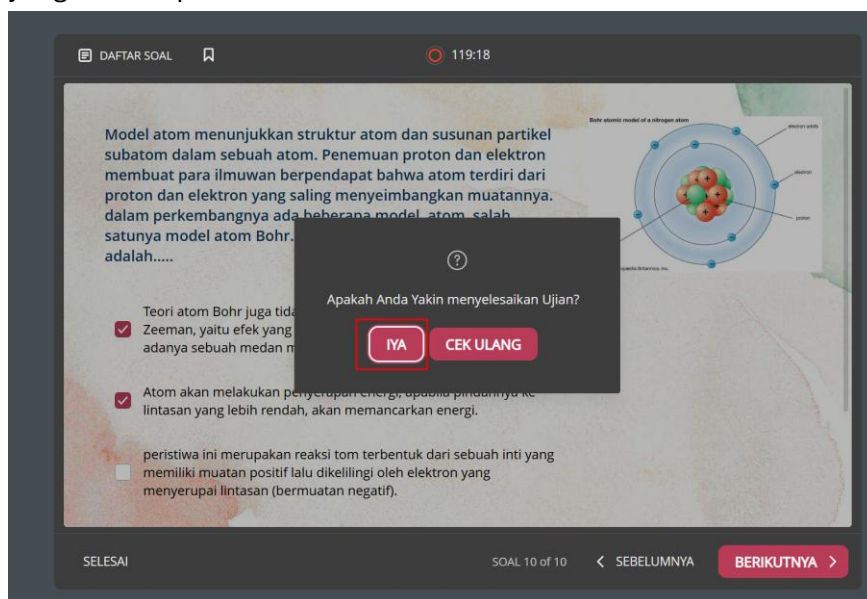 DAFTAR SOAL
119:18
Model atom menunjukkan struktur atom dan susunan partikel
subatom dalam sebuah atom. Penemuan proton dan elektron
membuat para ilmuwan berpendapat bahwa atom terdiri dari
proton dan elektron yang saling menyeimbangkan muatannya.
dalam perkembangnya ada beberapa model atom, salah
satunya model atom Bohr.
adalah.....
Bohr atomic model of a nitrogen atom
electron orbits
electron
proton
Britannica, Inc.
Apakah Anda Yakin menyelesaikan Ujian?
IYA
CEK ULANG
Teori atom Bohr juga
Zeeman, yaitu efek yang
adanya sebuah medan
Atom akan melakukan penyerapan energi, apabila pindahnya ke
lintasan yang lebih rendah, akan memancarkan energi.
peristiwa ini merupakan reaksi tom terbentuk dari sebuah inti yang
memiliki muatan positif lalu dikelilingi oleh elektron yang
menyerupai lintasan (bermuatan negatif).
SELESAI
SOAL 10 of 10
SEBELUMNYA
BERIKUTNYA